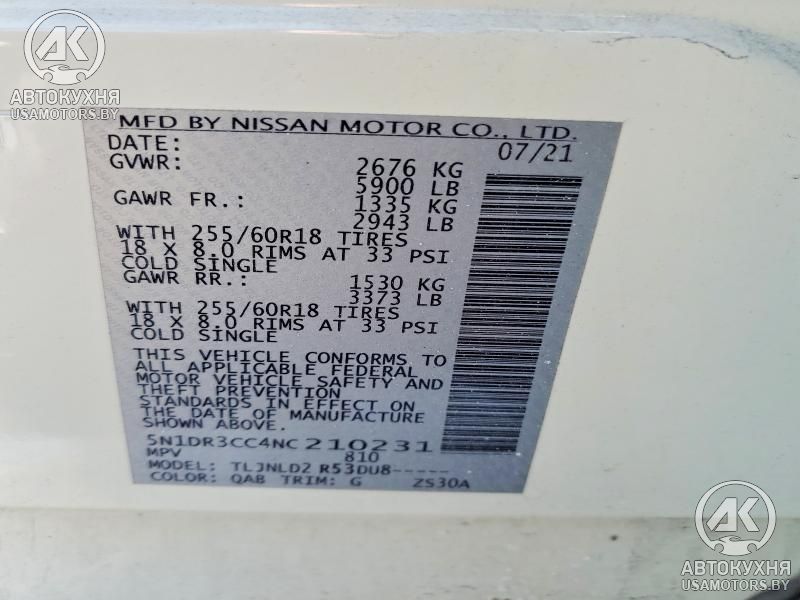 AK
АВТОКУХНЯ
USAMOTORS.BY
MFD BY NISSAN MOTOR CO., LTD.
DATE: 07/21
GVWR: 2676 KG
5900 LB
GAWR FR.: 1335 KG
2943 LB
WITH 255/60R18 TIRES
18 X 8.0 RIMS AT 33 PSI
COLD SINGLE
GAWR RR.: 1530 KG
3373 LB
WITH 255/60R18 TIRES
18 X 8.0 RIMS AT 33 PSI
COLD SINGLE
THIS VEHICLE CONFORMS TO
ALL APPLICABLE FEDERAL
MOTOR VEHICLE SAFETY AND
THEFT PREVENTION
STANDARDS IN EFFECT ON
THE DATE OF MANUFACTURE
SHOWN ABOVE.
5N1DR3CC4NC210231
MPV 810
MODEL: TLJNLD2 R53DU8-----
COLOR: QAB TRIM: G ZS30A
AK
АВТОКУХНЯ
USAMOTORS.BY